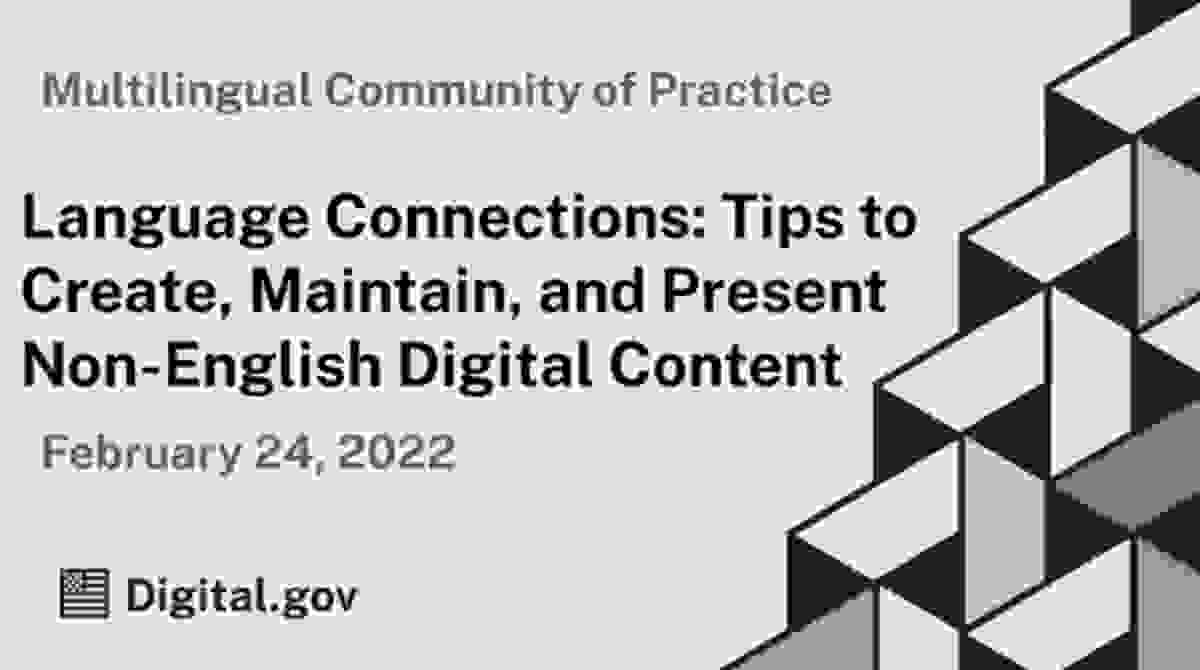 Multilingual Community of Practice
Language Connections: Tips to
Create, Maintain, and Present
Non-English Digital Content
February 24, 2022
Digital.gov